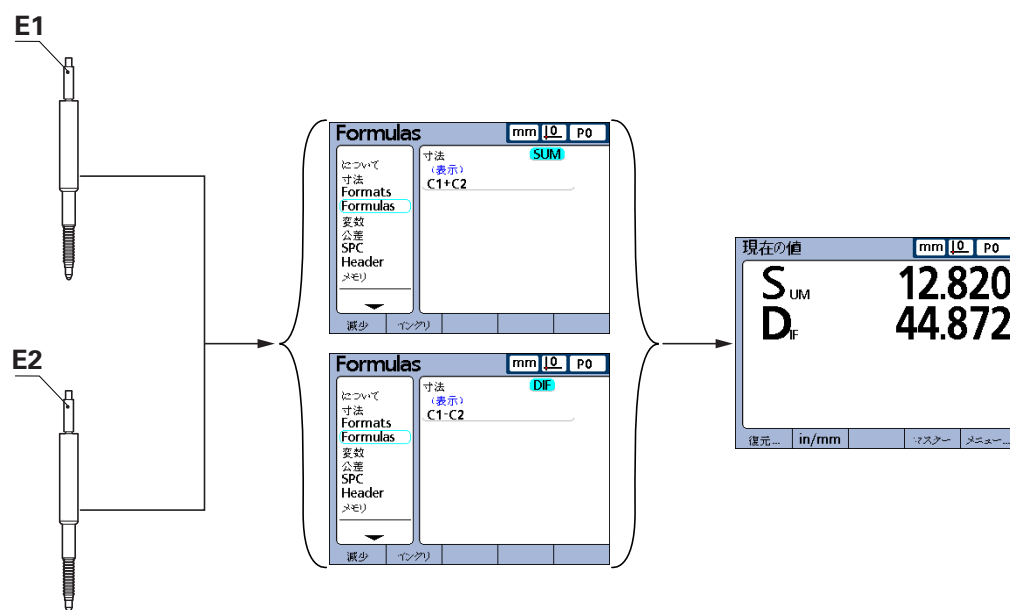 E1
Formulas mm 0 P0
について
寸法
Formats
Formulas
変数
公差
SPC
Header
メモリ
寸法 SUM
(表示)
C1+C2
減少 インクリ
E2
Formulas mm 0 P0
について
寸法
Formats
Formulas
変数
公差
SPC
Header
メモリ
寸法 DIF
(表示)
C1-C2
減少 インクリ
現在の値 mm 0 P0
SUM 12.820
DIF 44.872
復元... in/mm マスター メニュー...